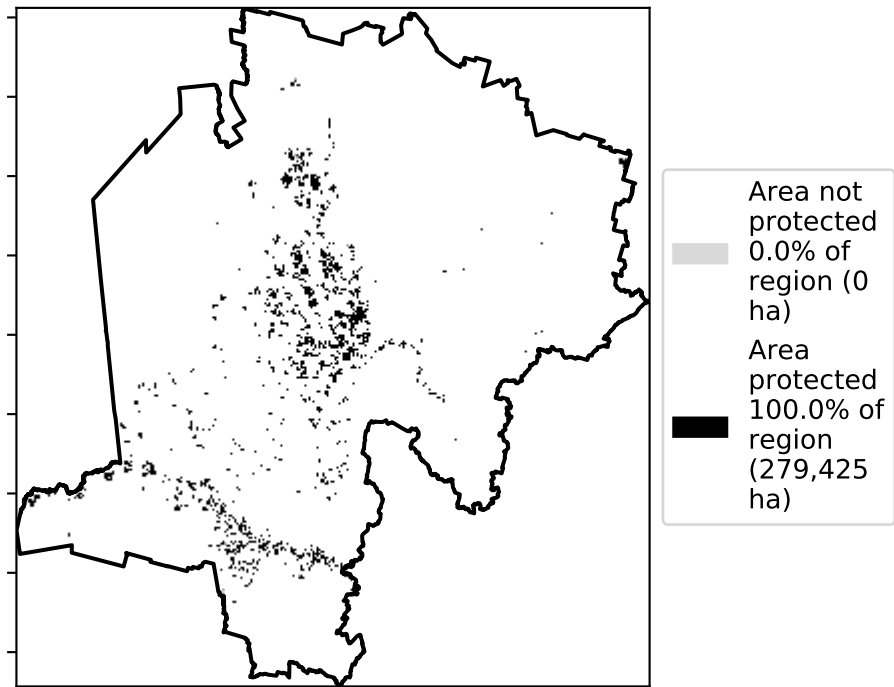 Area not
protected
0.0% of
region (0
ha)
Area
protected
100.0% of
region
(279,425
ha)